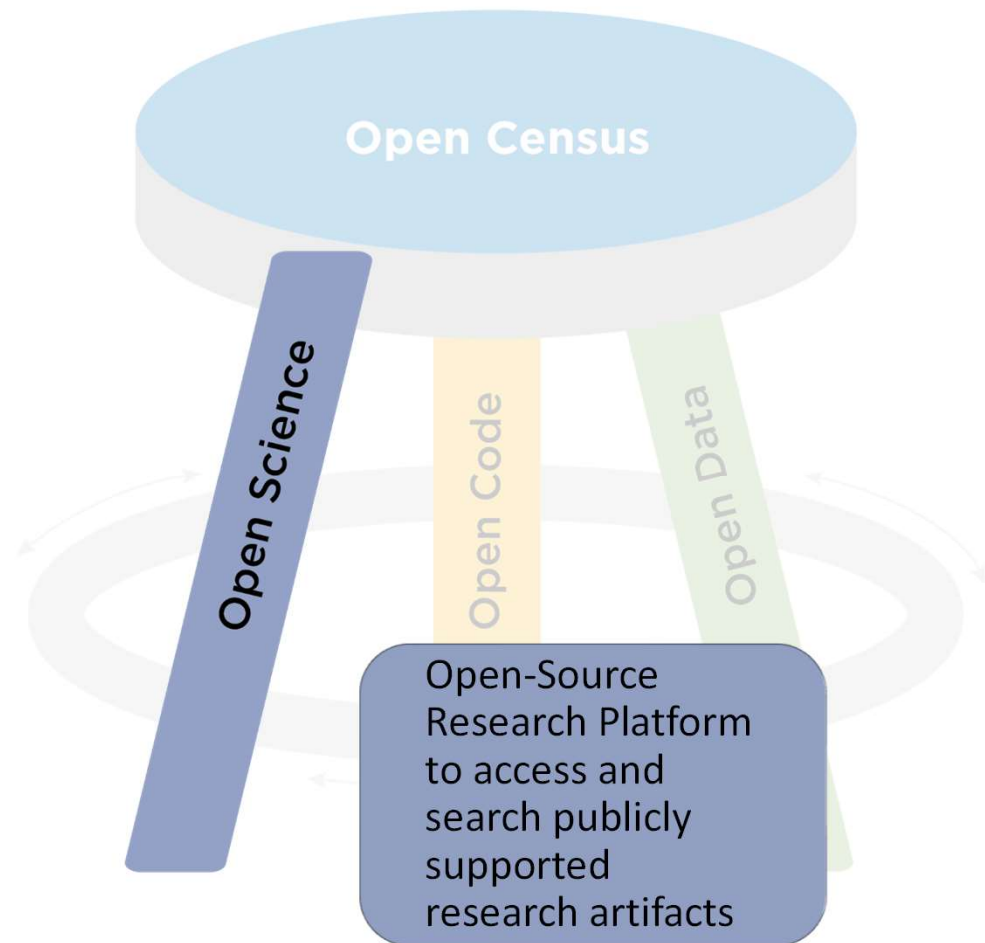 Open Census
Open Science
Open Code
Open Data
Open-Source
Research Platform
to access and
search publicly
supported
research artifacts